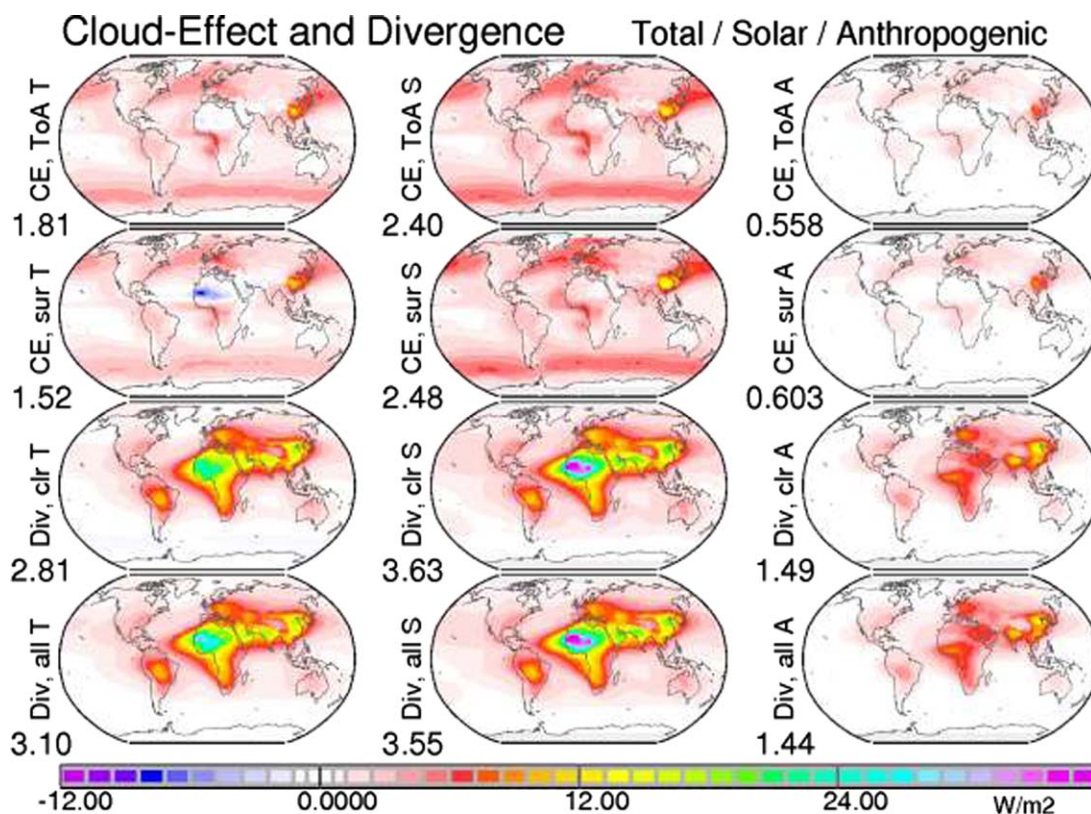 Cloud-Effect and Divergence Total / Solar / Anthropogenic
CE, ToA T
1.81
CE, ToA S
2.40
CE, ToA A
0.558
CE, sur T
1.52
CE, sur S
2.48
CE, sur A
0.603
Div, clr T
2.81
Div, clr S
3.63
Div, clr A
1.49
Div, all T
3.10
Div, all S
3.55
Div, all A
1.44
-12.00 0.0000 12.00 24.00 W/m2